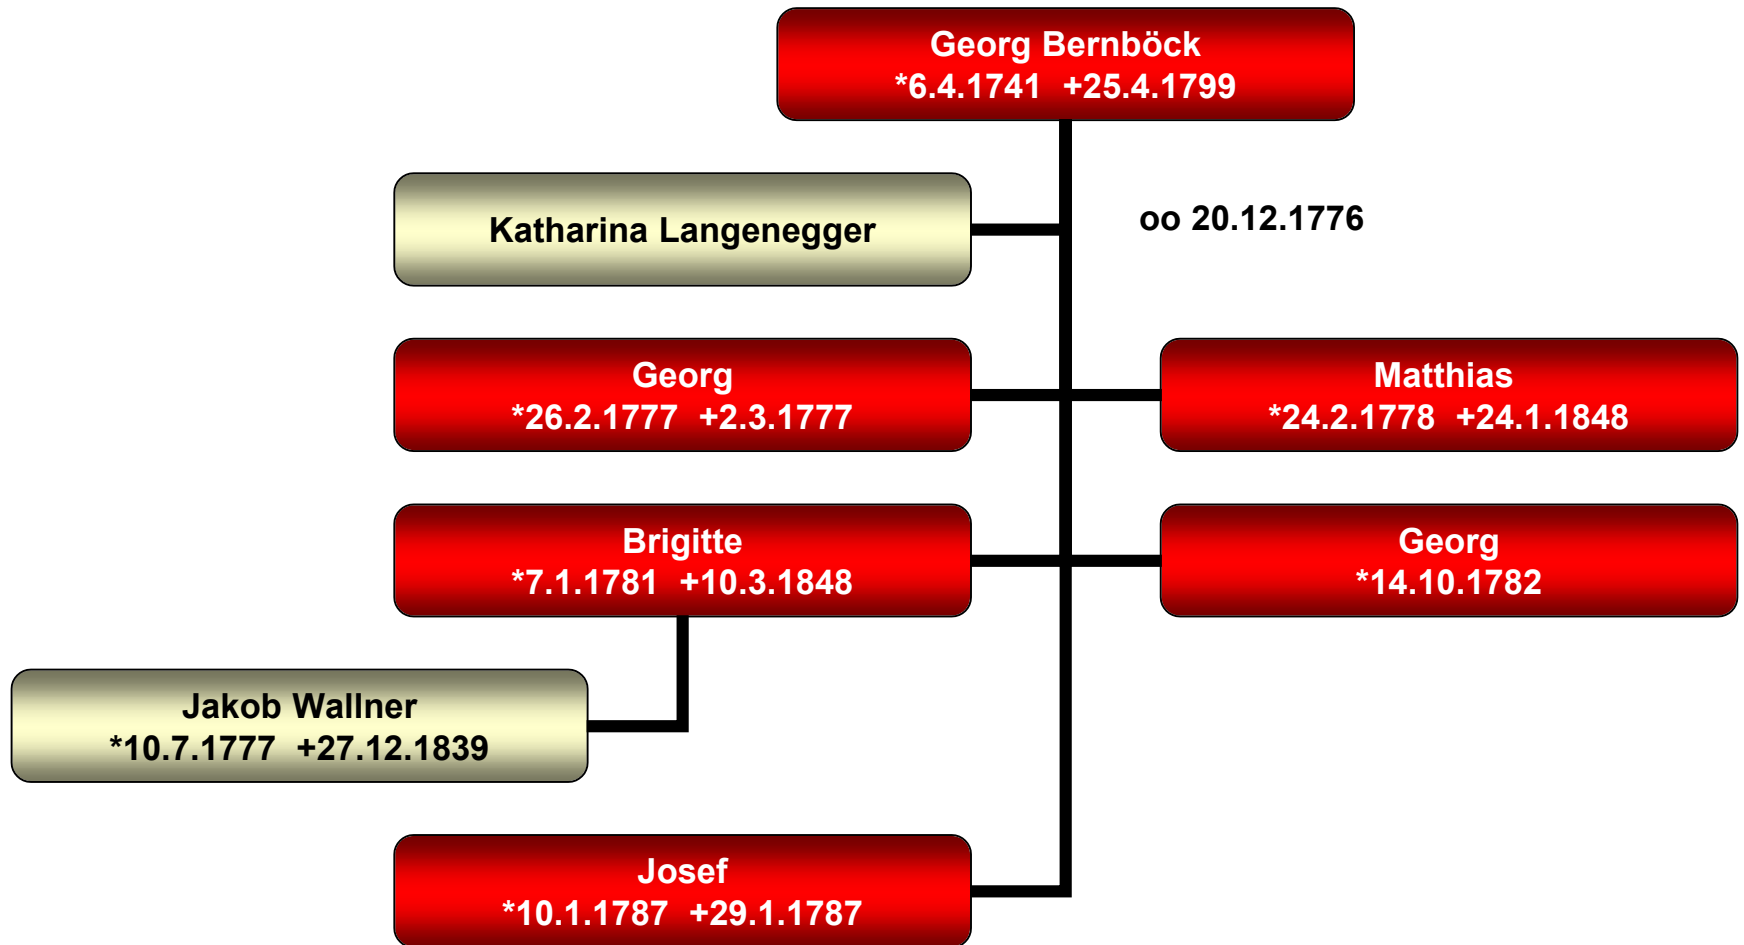 Georg Bernböck
*6.4.1741 +25.4.1799
Katharina Langenegger
oo 20.12.1776
Georg
*26.2.1777 +2.3.1777
Matthias
*24.2.1778 +24.1.1848
Brigitte
*7.1.1781 +10.3.1848
Georg
*14.10.1782
Jakob Wallner
*10.7.1777 +27.12.1839
Josef
*10.1.1787 +29.1.1787